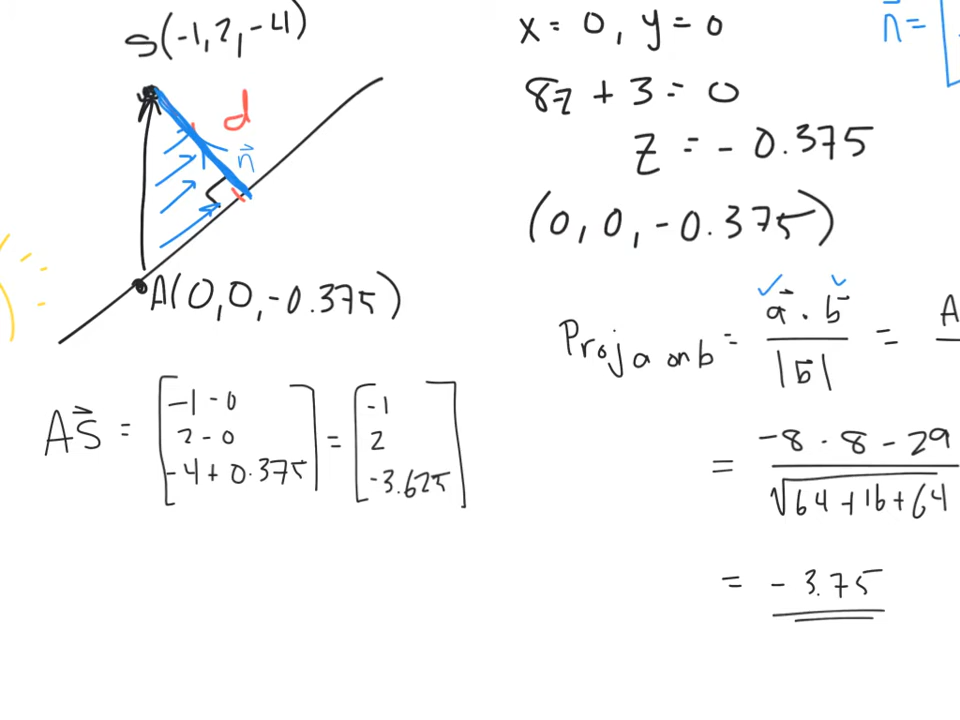 S(-1, 2, -4)
d
n⃗
A(0, 0, -0.375)
AS⃗ = [-1 - 0, 2 - 0, -4 + 0.375] = [-1, 2, -3.625]
x = 0, y = 0
n⃗ = [
8z + 3 = 0
z = - 0.375
(0, 0, -0.375)
Proj a on b = a⃗ · b⃗ / |b⃗| = A
= -8 - 8 - 29 / √64 + 16 + 64
= - 3.75